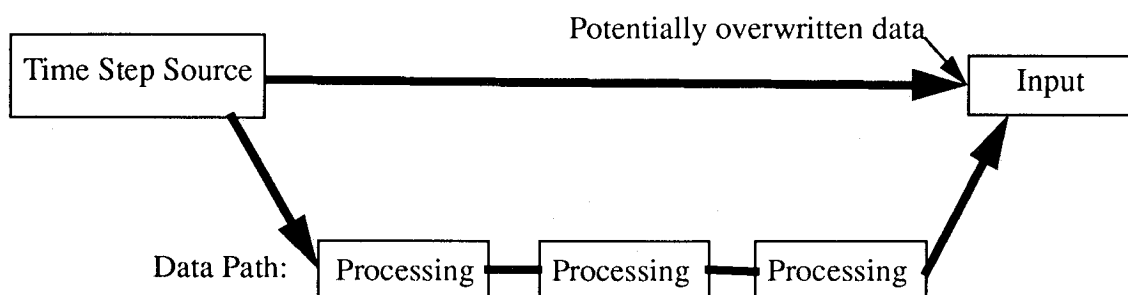 Potentially overwritten data
Time Step Source
Input
Data Path:
Processing
Processing
Processing